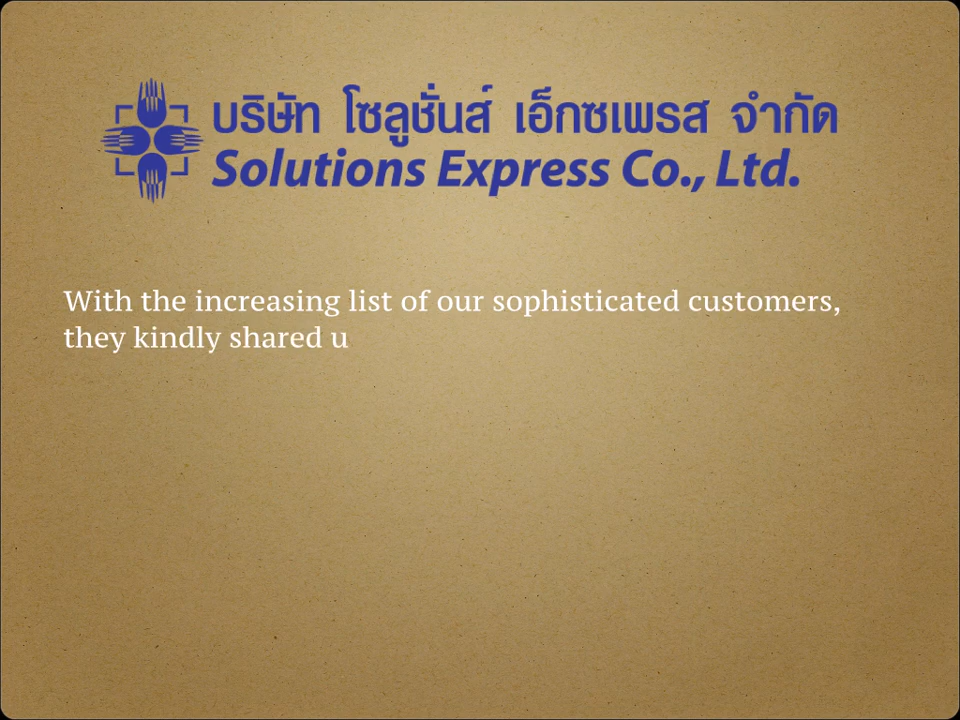 บริษัท โซลูชั่นส์ เอ็กซเพรส จำกัด
Solutions Express Co., Ltd.
With the increasing list of our sophisticated customers,
they kindly shared u